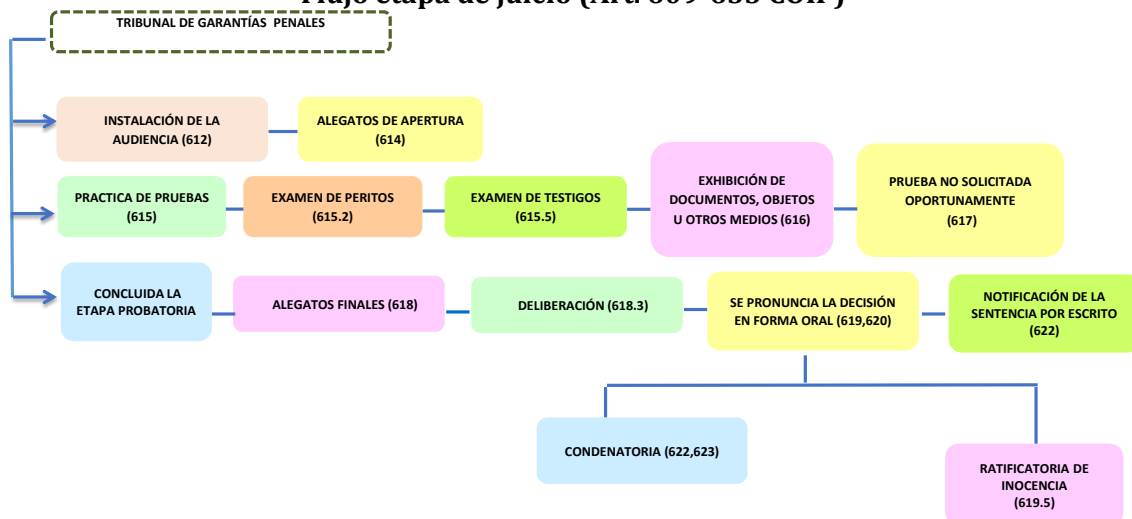 TRIBUNAL DE GARANTÍAS PENALES
INSTALACIÓN DE LA
AUDIENCIA (612)
ALEGATOS DE APERTURA
(614)
PRACTICA DE PRUEBAS
(615)
EXAMEN DE PERITOS
(615.2)
EXAMEN DE TESTIGOS
(615.5)
EXHIBICIÓN DE
DOCUMENTOS, OBJETOS
U OTROS MEDIOS (616)
PRUEBA NO SOLICITADA
OPORTUNAMENTE
(617)
CONCLUIDA LA
ETAPA PROBATORIA
ALEGATOS FINALES (618)
DELIBERACIÓN (618.3)
SE PRONUNCIA LA DECISIÓN
EN FORMA ORAL (619,620)
NOTIFICACIÓN DE LA
SENTENCIA POR ESCRITO
(622)
CONDENATORIA (622,623)
RATIFICATORIA DE
INOCENCIA
(619.5)